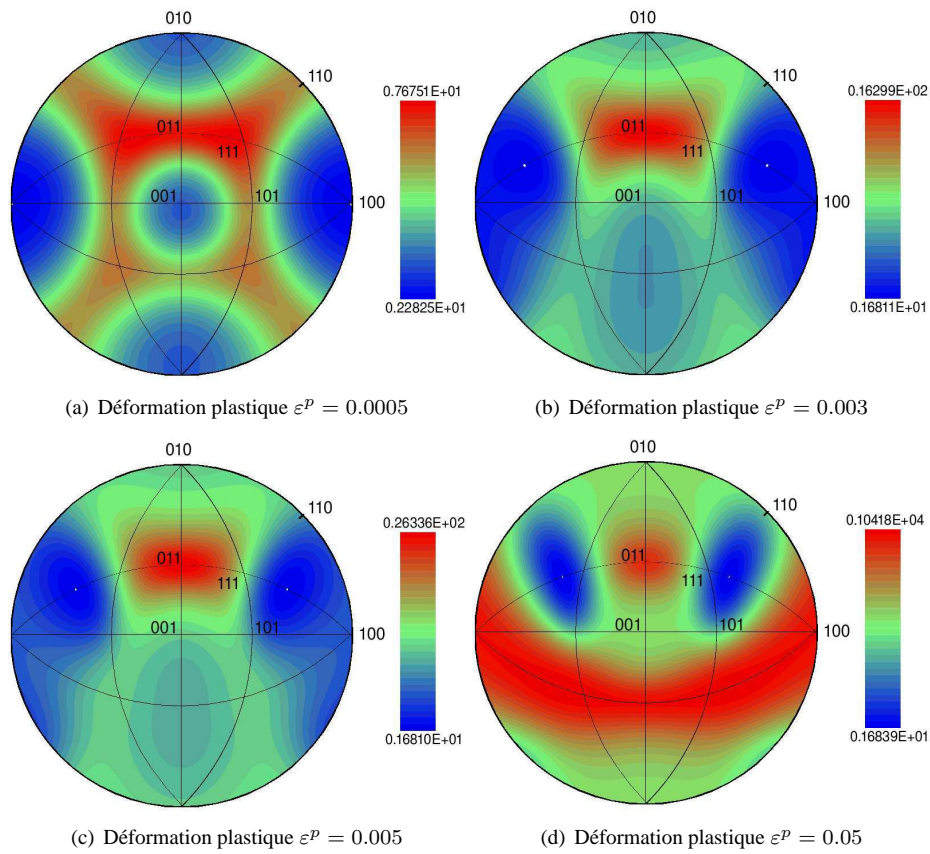 010
110
0.76751E+01
011
111
001
101
100
0.22825E+01
(a) Déformation plastique εᵖ = 0.0005
010
110
0.16299E+02
011
111
001
101
100
0.16811E+01
(b) Déformation plastique εᵖ = 0.003
010
110
0.26336E+02
011
111
001
101
100
0.16810E+01
(c) Déformation plastique εᵖ = 0.005
010
110
0.10418E+04
011
111
001
101
100
0.16839E+01
(d) Déformation plastique εᵖ = 0.05